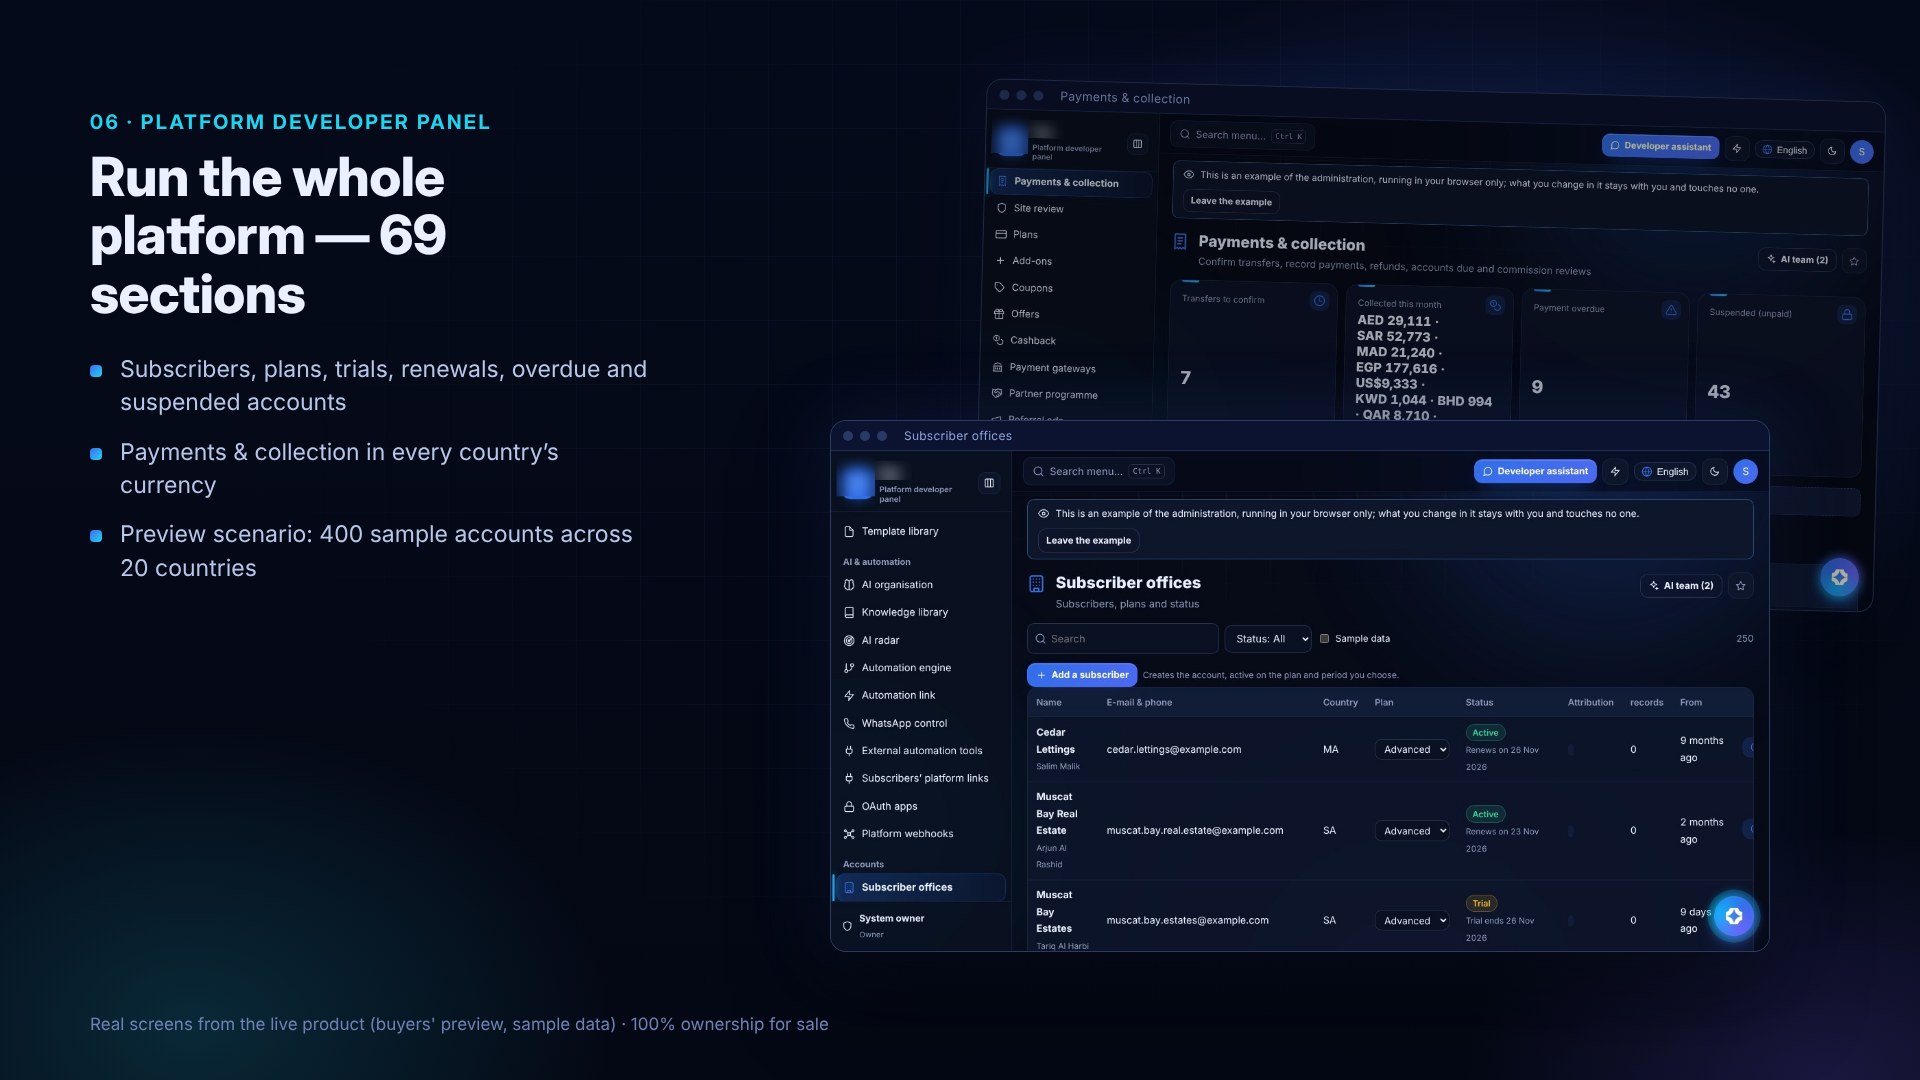 06 · PLATFORM DEVELOPER PANEL
Run the whole
platform — 69
sections
Subscribers, plans, trials, renewals, overdue and
suspended accounts
Payments & collection in every country’s
currency
Preview scenario: 400 sample accounts across
20 countries
Real screens from the live product (buyers' preview, sample data) · 100% ownership for sale
Payments & collection
Platform developer
panel
Search menu... Ctrl K
Developer assistant
English
S
Payments & collection
Site review
Plans
Add-ons
Coupons
Offers
Cashback
Payment gateways
Partner programme
This is an example of the administration, running in your browser only; what you change in it stays with you and touches no one.
Leave the example
Payments & collection
Confirm transfers, record payments, refunds, accounts due and commission reviews
AI team (2)
Transfers to confirm
7
Collected this month
AED 29,111 ·
SAR 52,773 ·
MAD 21,240 ·
EGP 177,616 ·
US$9,333 ·
KWD 1,044 · BHD 994
· QAR 8,710 ·
Payment overdue
9
Suspended (unpaid)
43
Subscriber offices
Platform developer
panel
Search menu... Ctrl K
Developer assistant
English
S
Template library
AI & automation
AI organisation
Knowledge library
AI radar
Automation engine
Automation link
WhatsApp control
External automation tools
Subscribers’ platform links
OAuth apps
Platform webhooks
Accounts
Subscriber offices
System owner
Owner
This is an example of the administration, running in your browser only; what you change in it stays with you and touches no one.
Leave the example
Subscriber offices
Subscribers, plans and status
AI team (2)
Search
Status: All
Sample data
250
+ Add a subscriber
Creates the account, active on the plan and period you choose.
Name E-mail & phone Country Plan Status Attribution records From
Cedar
Lettings
Salim Malik
cedar.lettings@example.com
MA
Advanced
Active
Renews on 26 Nov
2026
0
9 months
ago
Muscat
Bay Real
Estate
Arjun Al
Rashid
muscat.bay.real.estate@example.com
SA
Advanced
Active
Renews on 23 Nov
2026
0
2 months
ago
Muscat
Bay
Estates
Tariq Al Harbi
muscat.bay.estates@example.com
SA
Advanced
Trial
Trial ends 26 Nov
2026
0
9 days
ago